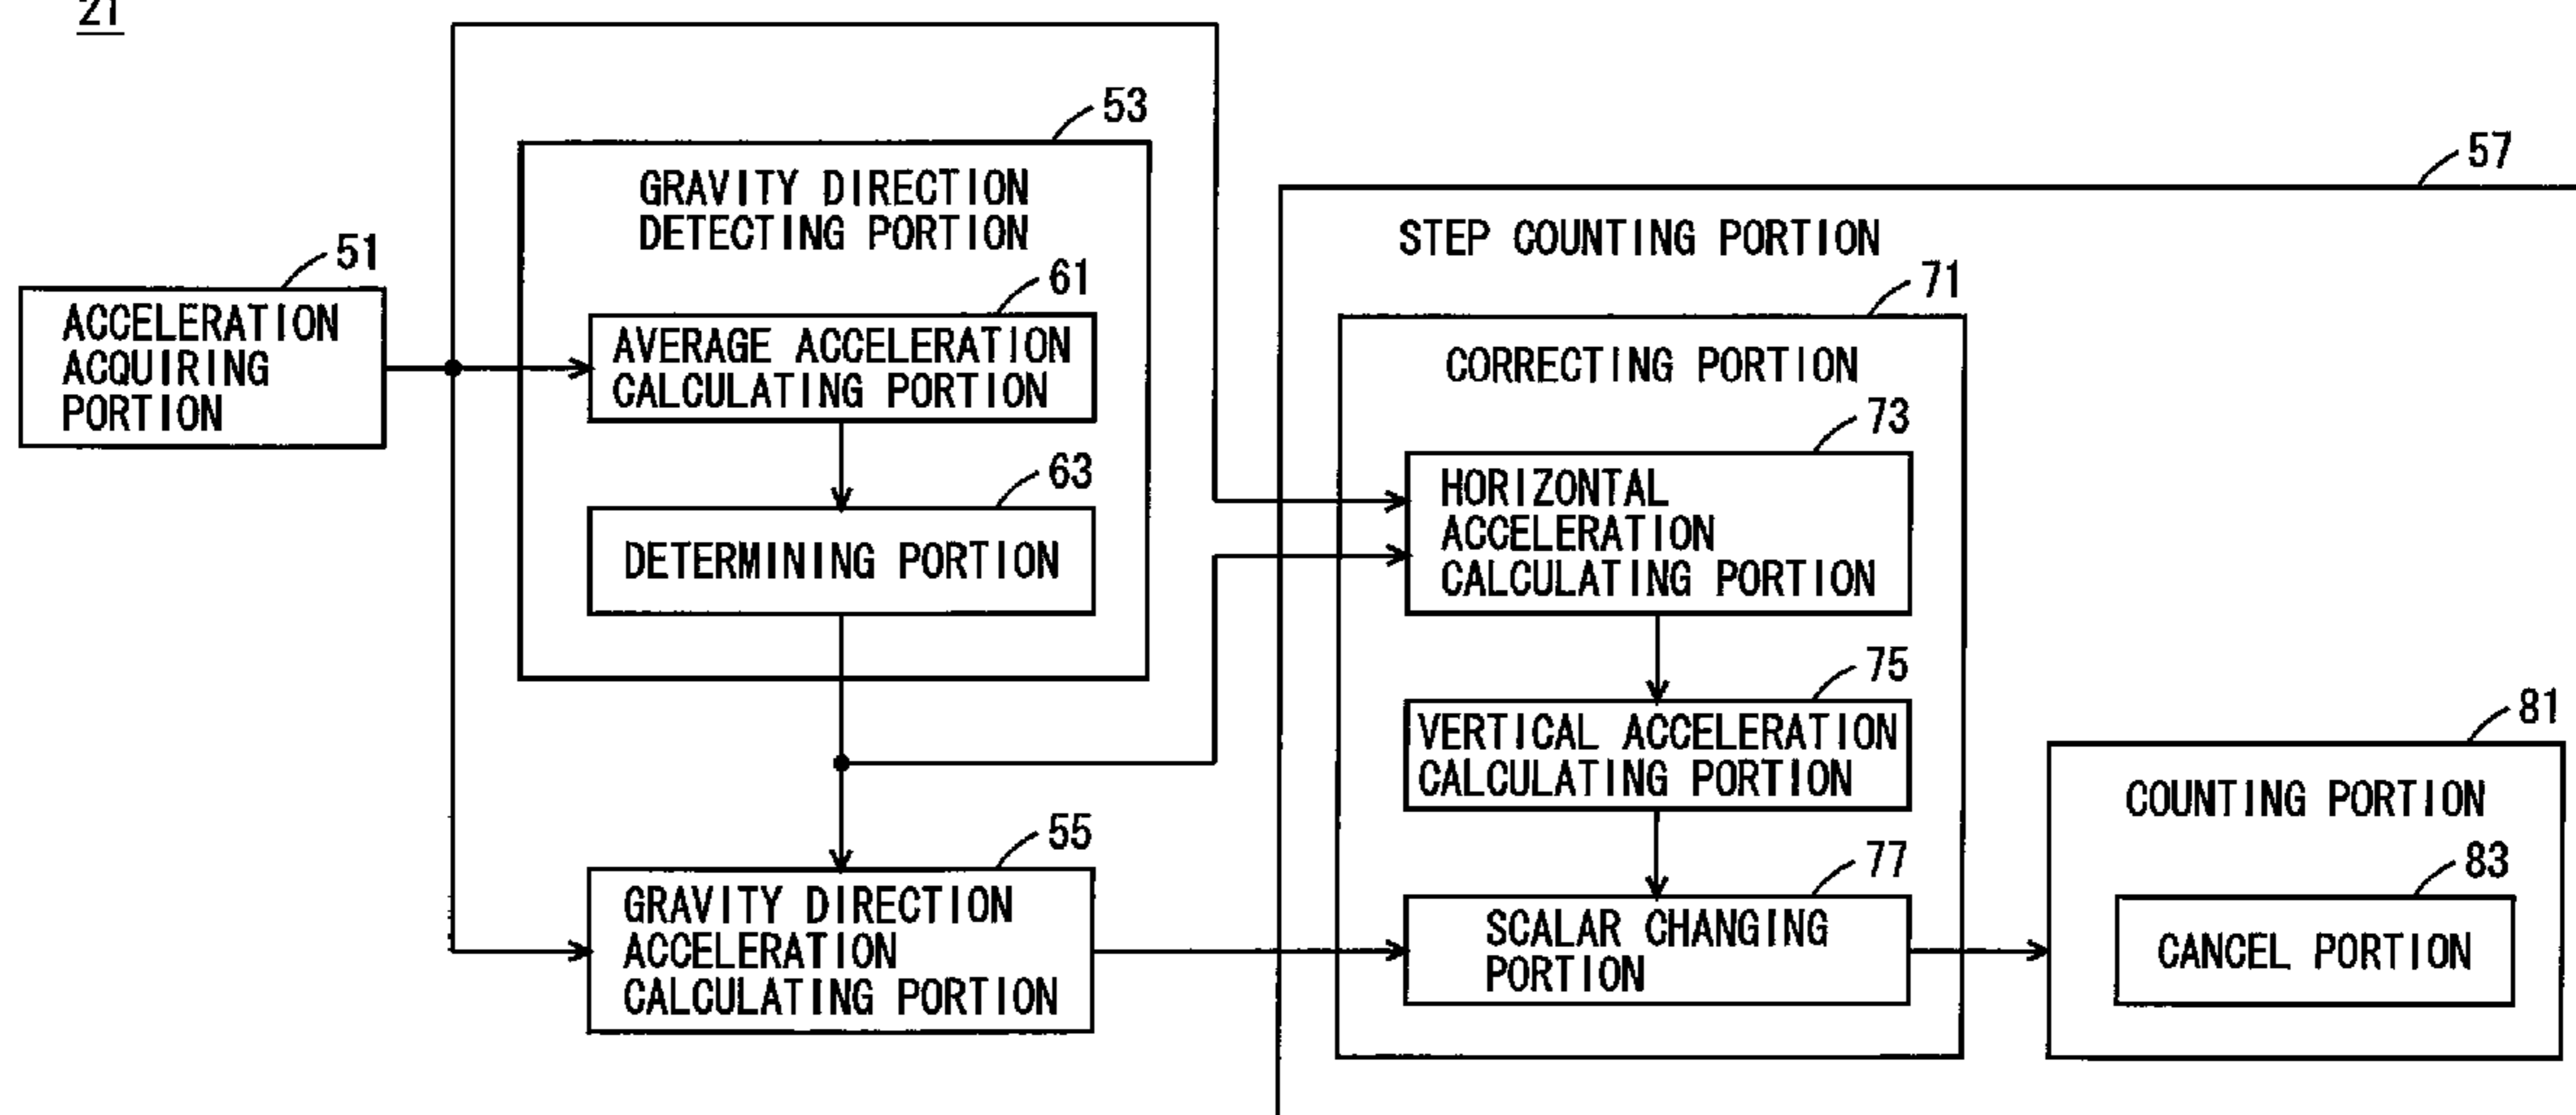 21
53
GRAVITY DIRECTION
DETECTING PORTION
57
STEP COUNTING PORTION
51
ACCELERATION
ACQUIRING
PORTION
61
AVERAGE ACCELERATION
CALCULATING PORTION
71
CORRECTING PORTION
63
DETERMINING PORTION
73
HORIZONTAL
ACCELERATION
CALCULATING PORTION
75
VERTICAL ACCELERATION
CALCULATING PORTION
55
GRAVITY DIRECTION
ACCELERATION
CALCULATING PORTION
77
SCALAR CHANGING
PORTION
81
COUNTING PORTION
83
CANCEL PORTION